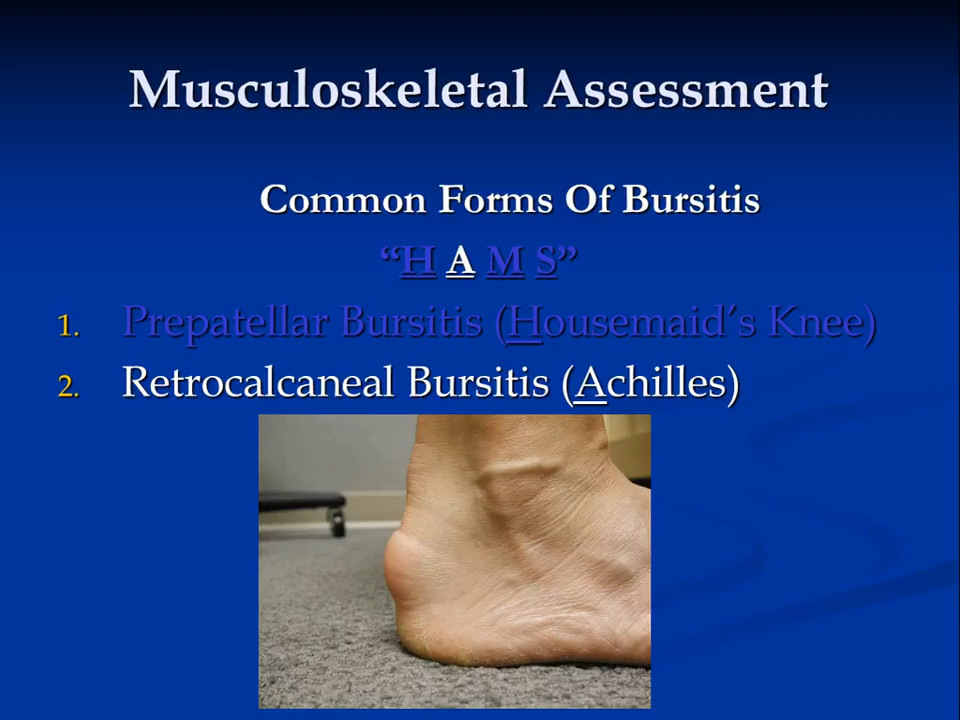 Musculoskeletal Assessment
Common Forms Of Bursitis
“H A M S”
1. Prepatellar Bursitis (Housemaid’s Knee)
2. Retrocalcaneal Bursitis (Achilles)